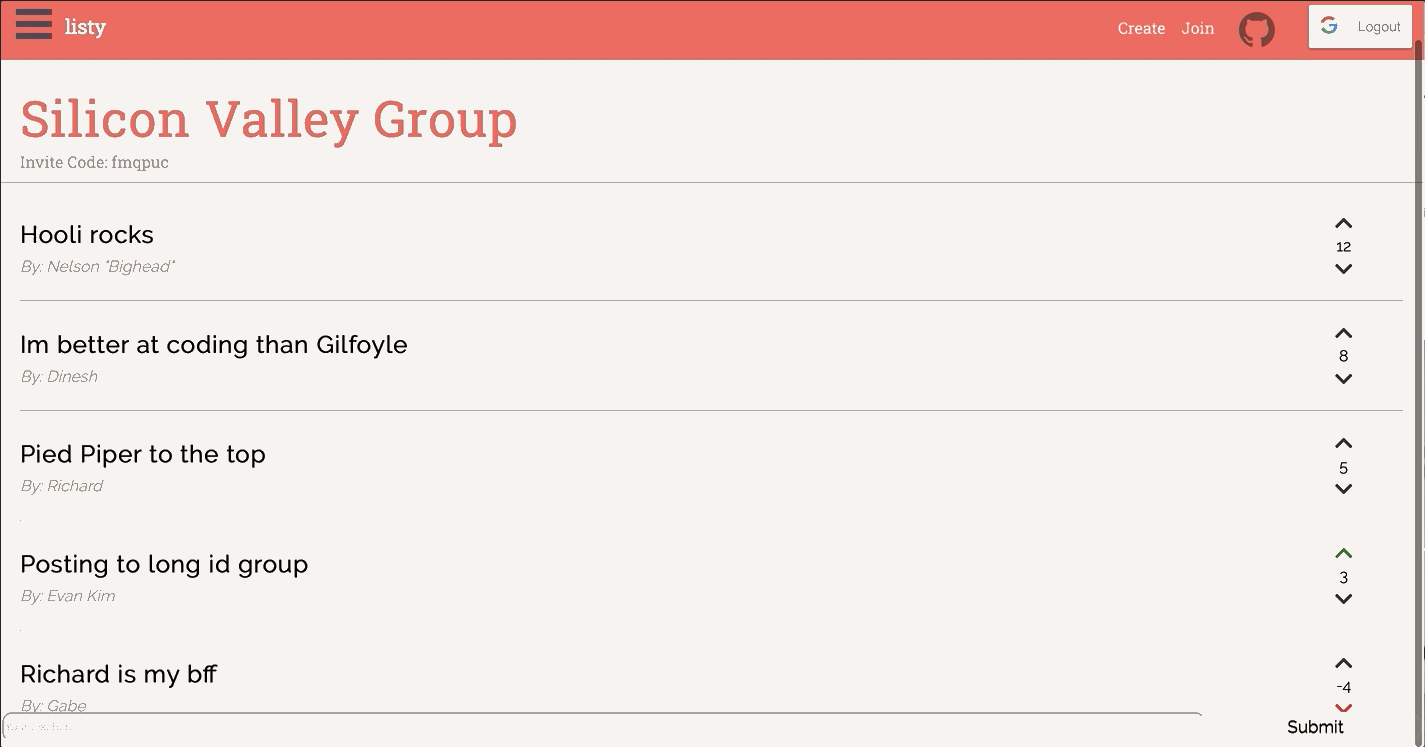 listy
Create Join
Logout
Silicon Valley Group
Invite Code: fmqpuc
Hooli rocks
By: Nelson "Bighead"
12
Im better at coding than Gilfoyle
By: Dinesh
8
Pied Piper to the top
By: Richard
5
Posting to long id group
By: Evan Kim
3
Richard is my bff
By: Gabe
-4
Submit